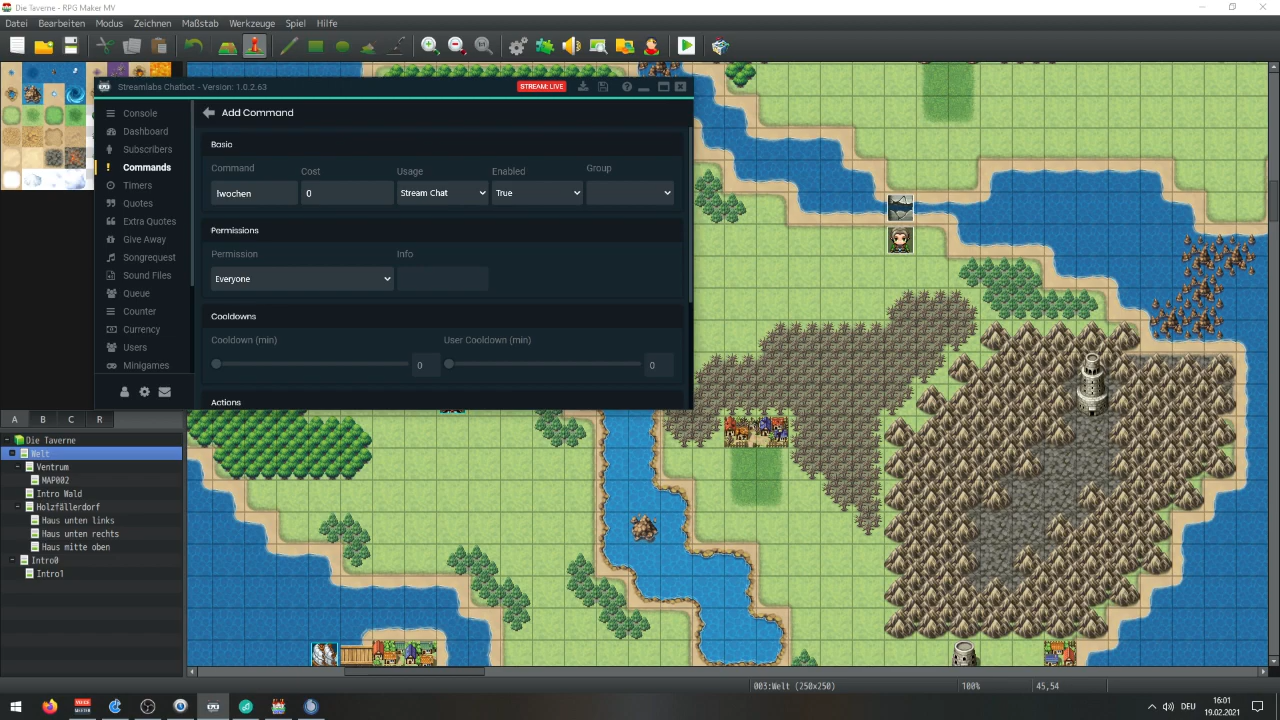 Die Taverne - RPG Maker MV
Datei Bearbeiten Modus Zeichnen Maßstab Werkzeuge Spiel Hilfe
Streamlabs Chatbot - Version: 1.0.2.63
STREAM: LIVE
Console
Dashboard
Subscribers
Commands
Timers
Quotes
Extra Quotes
Give Away
Songrequest
Sound Files
Queue
Counter
Currency
Users
Minigames
Add Command
Basic
Command Cost Usage Enabled Group
!wochen 0 Stream Chat True
Permissions
Permission Info
Everyone
Cooldowns
Cooldown (min) User Cooldown (min)
0 0
Actions
A B C R
Die Taverne
Welt
Ventrum
MAP002
Intro Wald
Holzfällerdorf
Haus unten links
Haus unten rechts
Haus mitte oben
Intro0
Intro1
003:Welt (250x250) 100% 45,54
DEU
16:01
19.02.2021